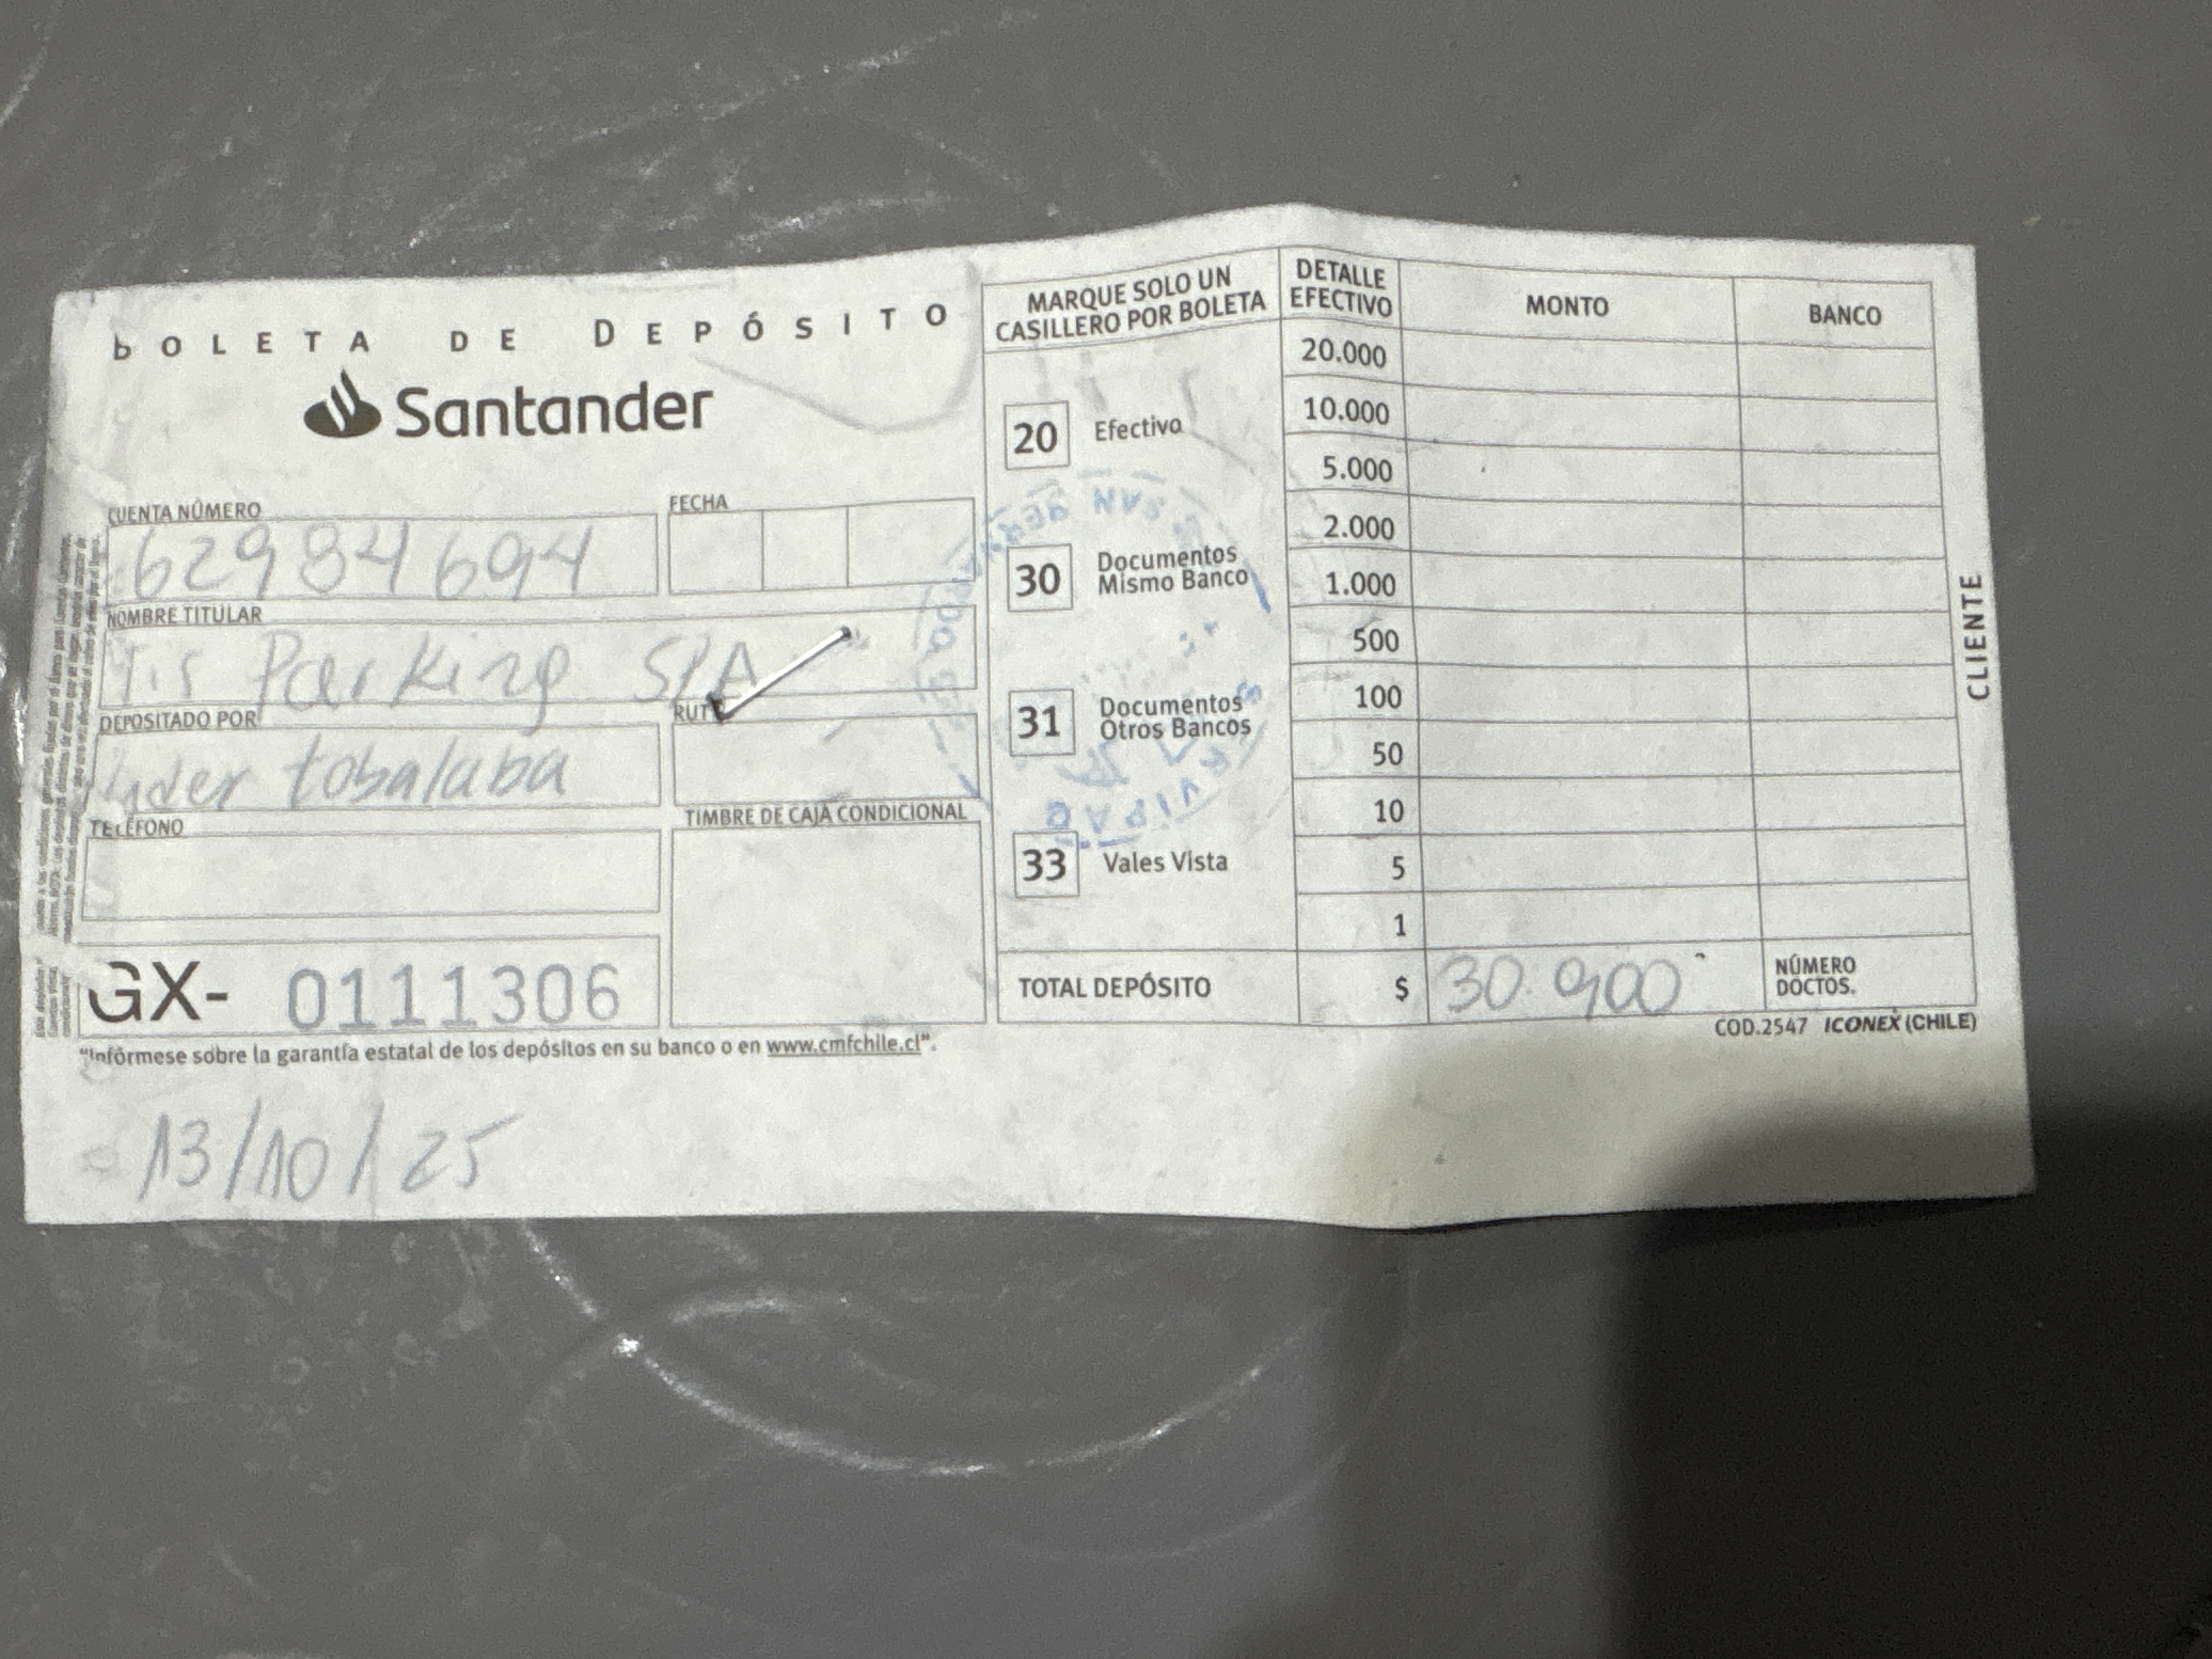 BOLETA DE DEPÓSITO
Santander
CUENTA NÚMERO
62984694
FECHA
NOMBRE TITULAR
Tis Parking SPA
DEPOSITADO POR
lider tobalaba
RUT
TELÉFONO
TIMBRE DE CAJA CONDICIONAL
GX- 0111306
"Infórmese sobre la garantía estatal de los depósitos en su banco o en www.cmfchile.cl".
13/10/25
MARQUE SOLO UN
CASILLERO POR BOLETA
20 Efectivo
30 Documentos
Mismo Banco
31 Documentos
Otros Bancos
33 Vales Vista
DETALLE
EFECTIVO
MONTO
BANCO
20.000
10.000
5.000
2.000
1.000
500
100
50
10
5
1
TOTAL DEPÓSITO $ 30.900
NÚMERO
DOCTOS.
COD.2547 ICONEX (CHILE)
CLIENTE